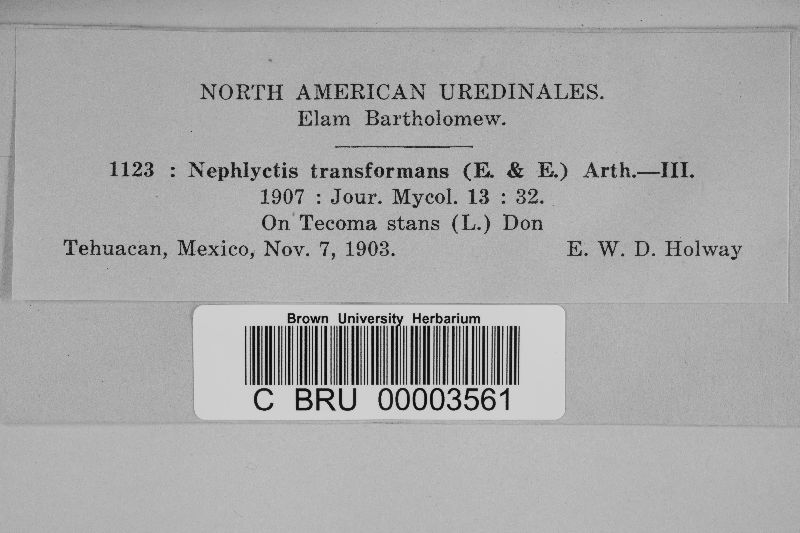 NORTH AMERICAN UREDINALES.
Elam Bartholomew.
1123 : Nephlyctis transformans (E. & E.) Arth.—III.
1907 : Jour. Mycol. 13 : 32.
On Tecoma stans (L.) Don
Tehuacan, Mexico, Nov. 7, 1903. E. W. D. Holway
Brown University Herbarium
C BRU 00003561